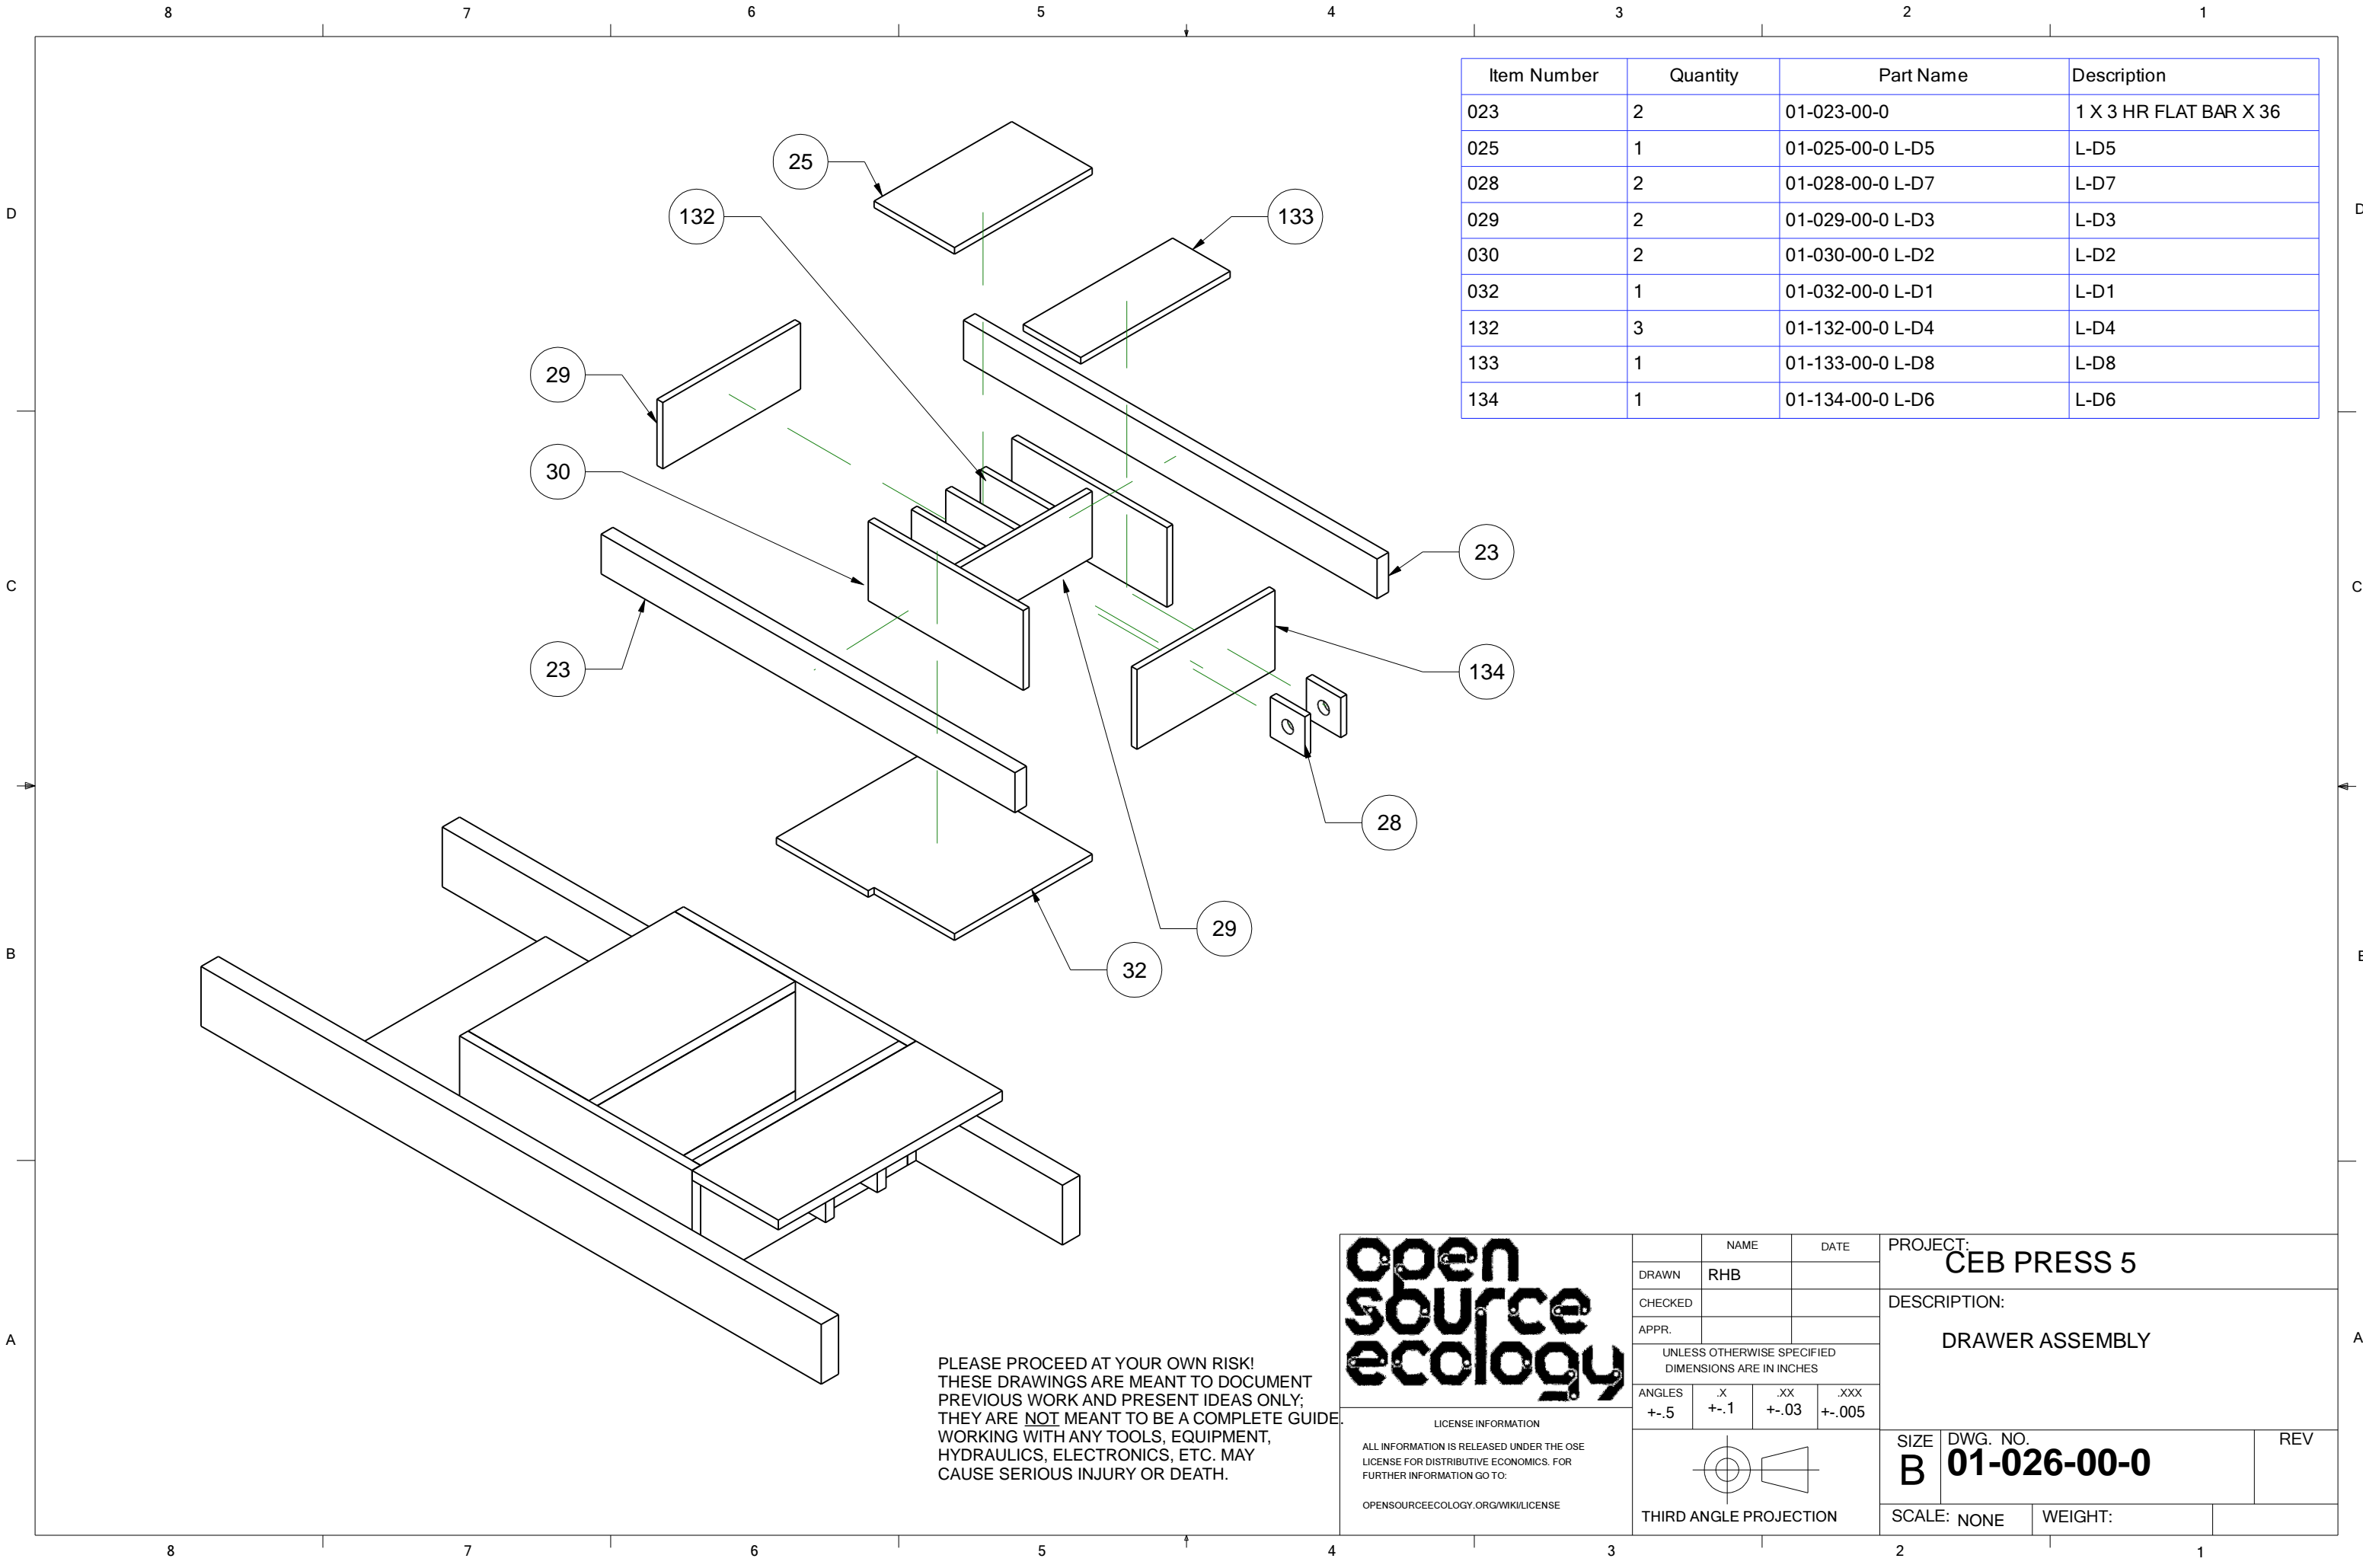 8 7 6 5 4 3 2 1
Item Number Quantity Part Name Description
023 2 01-023-00-0 1 X 3 HR FLAT BAR X 36
025 1 01-025-00-0 L-D5 L-D5
028 2 01-028-00-0 L-D7 L-D7
029 2 01-029-00-0 L-D3 L-D3
030 2 01-030-00-0 L-D2 L-D2
032 1 01-032-00-0 L-D1 L-D1
132 3 01-132-00-0 L-D4 L-D4
133 1 01-133-00-0 L-D8 L-D8
134 1 01-134-00-0 L-D6 L-D6
25
132
133
D D
29
30
23
C C
23
134
28
29
B B
32
A A
PLEASE PROCEED AT YOUR OWN RISK!
THESE DRAWINGS ARE MEANT TO DOCUMENT
PREVIOUS WORK AND PRESENT IDEAS ONLY;
THEY ARE NOT MEANT TO BE A COMPLETE GUIDE.
WORKING WITH ANY TOOLS, EQUIPMENT,
HYDRAULICS, ELECTRONICS, ETC. MAY
CAUSE SERIOUS INJURY OR DEATH.
open
source
ecology
LICENSE INFORMATION
ALL INFORMATION IS RELEASED UNDER THE OSE
LICENSE FOR DISTRIBUTIVE ECONOMICS. FOR
FURTHER INFORMATION GO TO:
OPENSOURCEECOLOGY.ORG/WIKI/LICENSE
NAME DATE
DRAWN RHB
CHECKED
APPR.
UNLESS OTHERWISE SPECIFIED
DIMENSIONS ARE IN INCHES
ANGLES .X .XX .XXX
+-.5 +-.1 +-.03 +-.005
THIRD ANGLE PROJECTION
PROJECT:
CEB PRESS 5
DESCRIPTION:
DRAWER ASSEMBLY
SIZE DWG. NO. REV
B 01-026-00-0
SCALE: NONE WEIGHT:
8 7 6 5 4 3 2 1